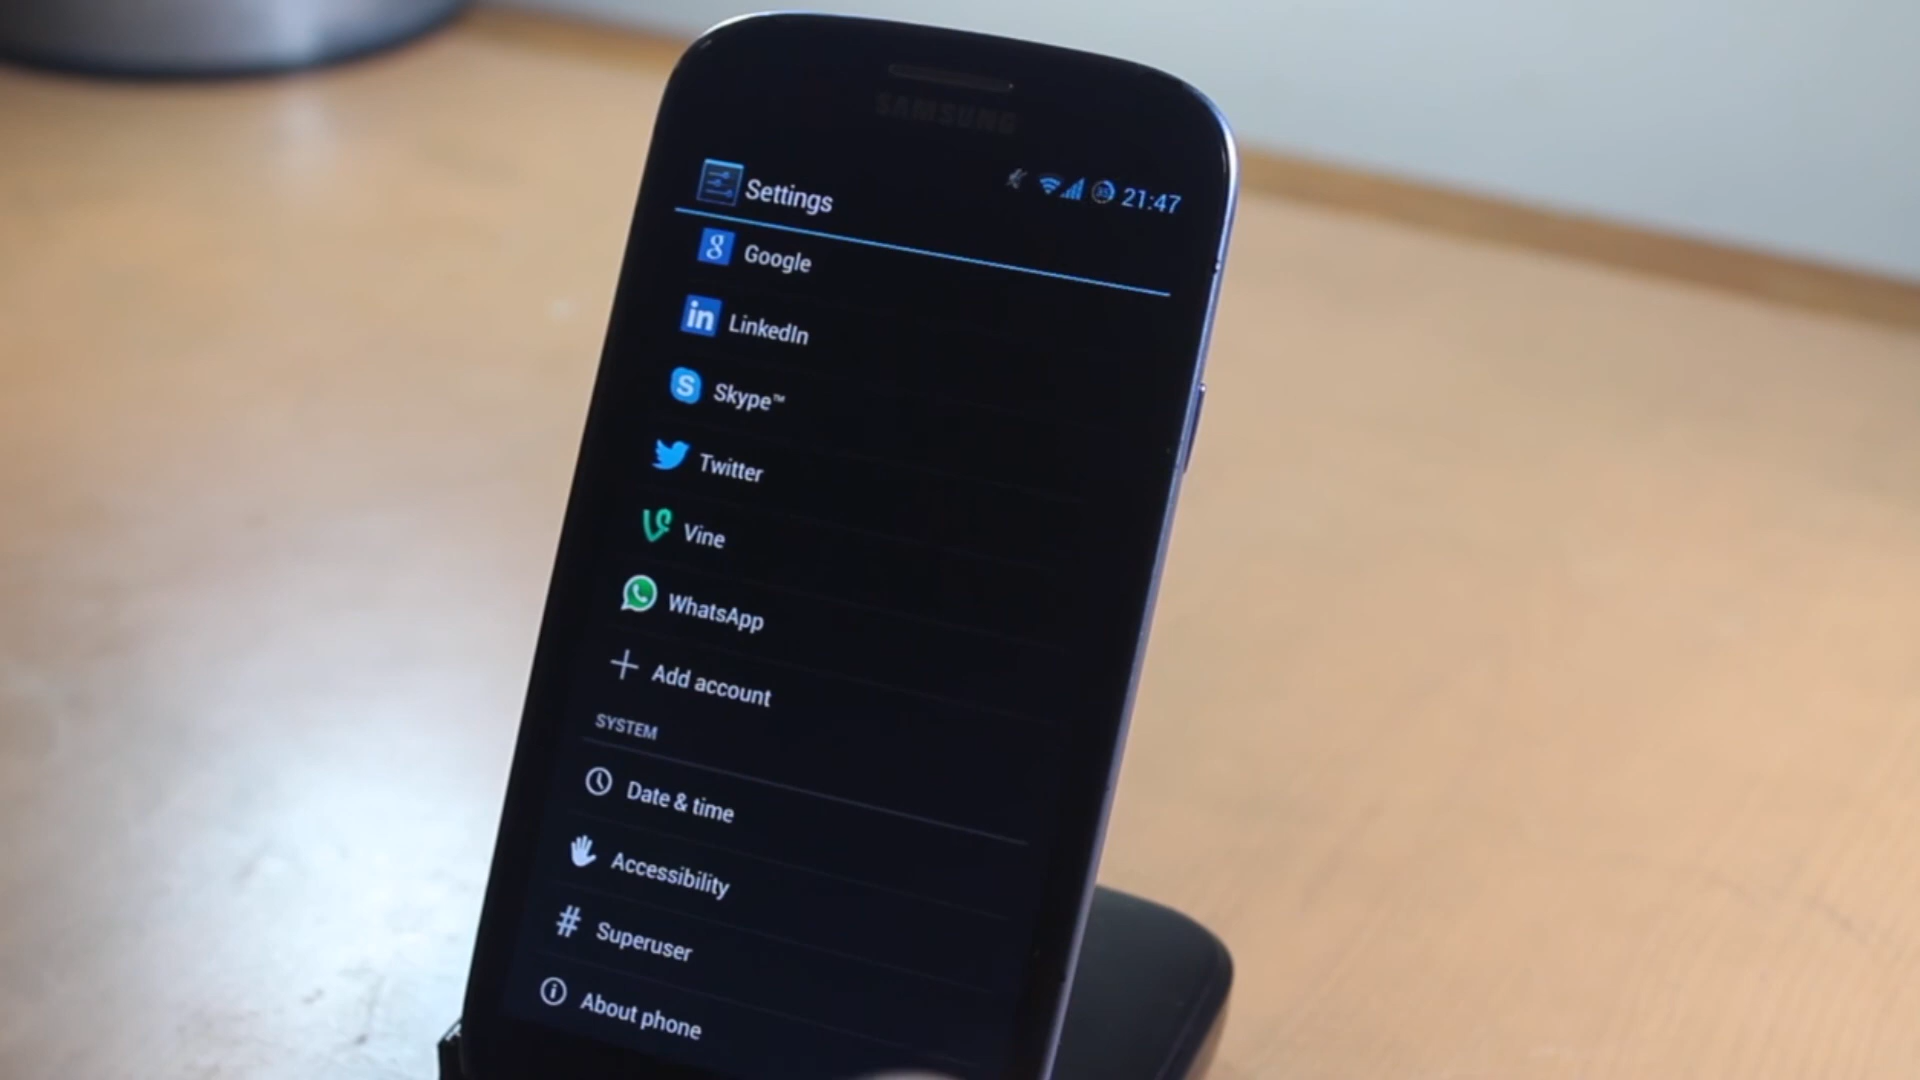 SAMSUNG
Settings
21:47
Google
LinkedIn
Skype™
Twitter
Vine
WhatsApp
Add account
SYSTEM
Date & time
Accessibility
Superuser
About phone